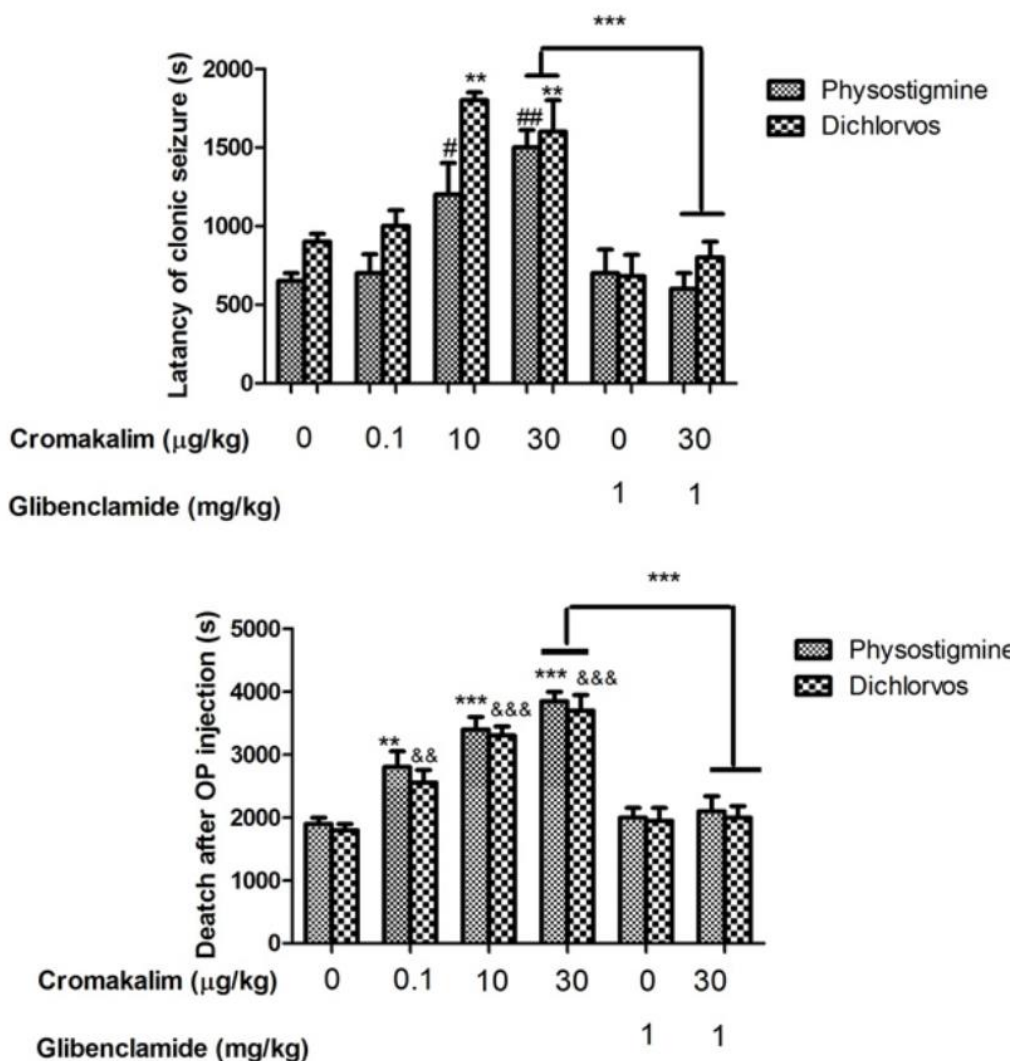 ***
Latancy of clonic seizure (s)
2000
1500
1000
500
0
#
**
##
**
Physostigmine
Dichlorvos
Cromakalim (μg/kg) 0 0.1 10 30 0 30
Glibenclamide (mg/kg) 1 1
***
Deatch after OP injection (s)
5000
4000
3000
2000
1000
0
**
&&
***
&&&
***
&&&
Physostigmine
Dichlorvos
Cromakalim (μg/kg) 0 0.1 10 30 0 30
Glibenclamide (mg/kg) 1 1